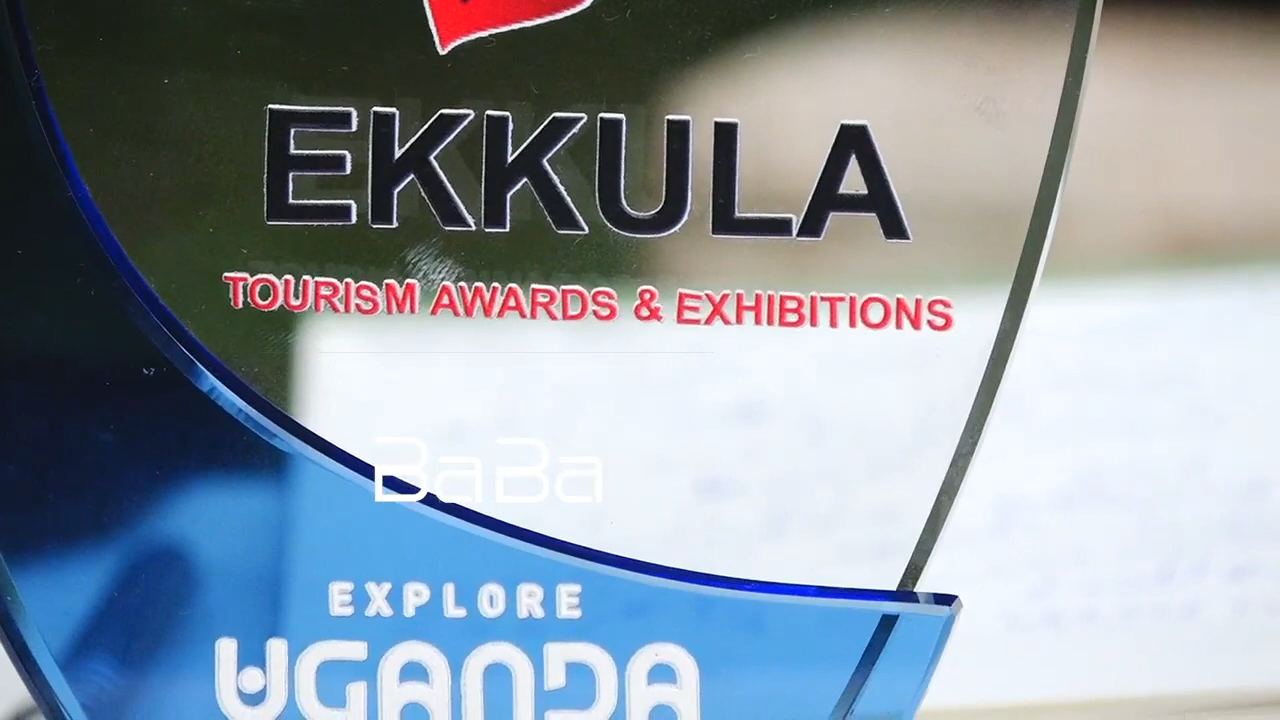 EKKULA
TOURISM AWARDS & EXHIBITIONS
BaBa
EXPLORE
UGANDA